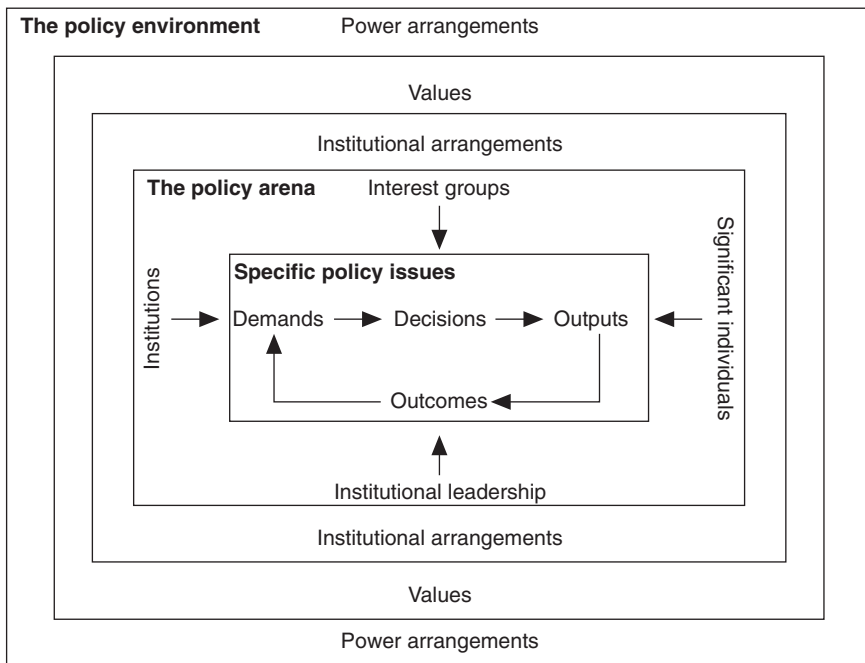 The policy environment
Power arrangements
Values
Institutional arrangements
The policy arena
Interest groups
Institutions
Significant individuals
Specific policy issues
Demands
Decisions
Outputs
Outcomes
Institutional leadership
Institutional arrangements
Values
Power arrangements